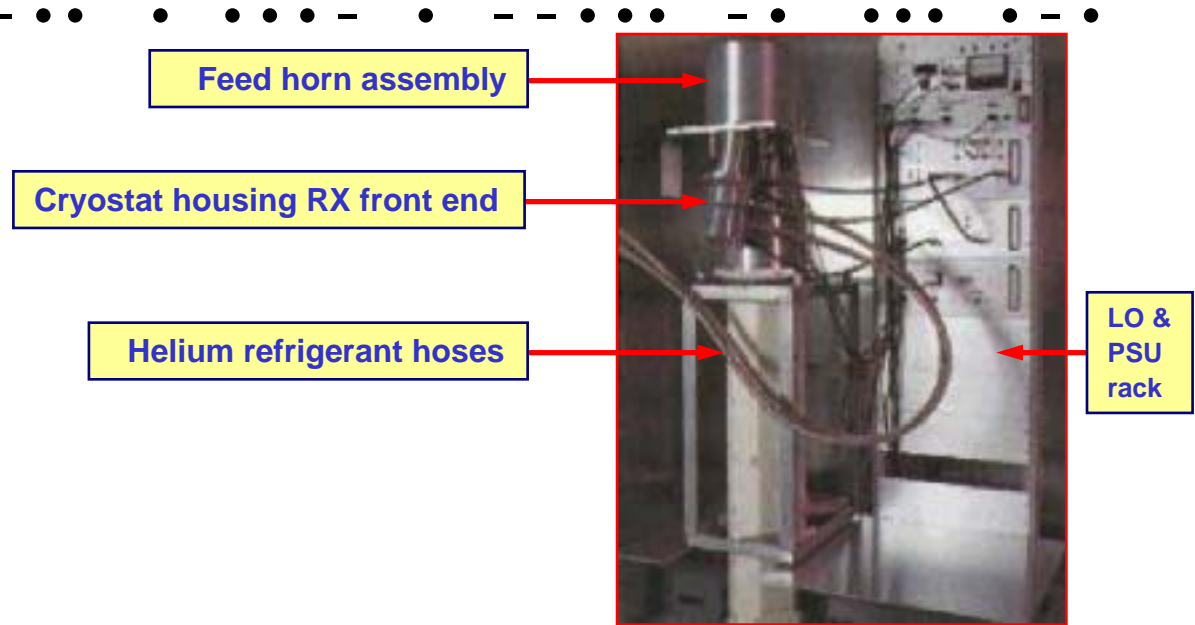 Feed horn assembly
Cryostat housing RX front end
Helium refrigerant hoses
LO &
PSU
rack